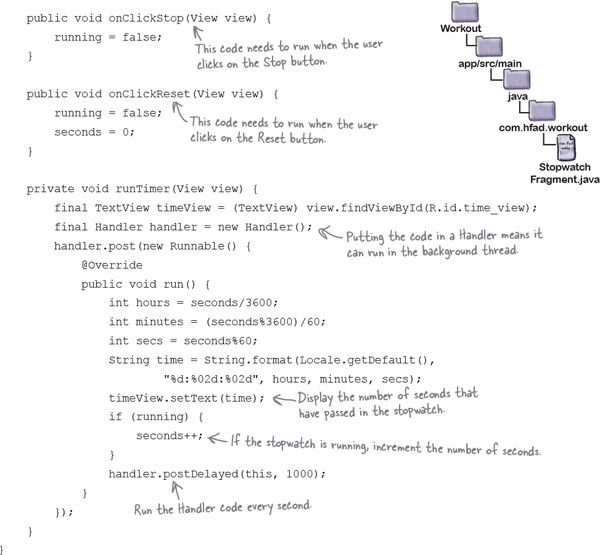 public void onClickStop(View view) {
running = false;
}
This code needs to run when the user
clicks on the Stop button.
public void onClickReset(View view) {
running = false;
seconds = 0;
}
This code needs to run when the user
clicks on the Reset button.
Workout
app/src/main
java
com.hfad.workout
Stopwatch
Fragment.java
private void runTimer(View view) {
final TextView timeView = (TextView) view.findViewById(R.id.time_view);
final Handler handler = new Handler();
Putting the code in a Handler means it
can run in the background thread.
handler.post(new Runnable() {
@Override
public void run() {
int hours = seconds/3600;
int minutes = (seconds%3600)/60;
int secs = seconds%60;
String time = String.format(Locale.getDefault(),
"%d:%02d:%02d", hours, minutes, secs);
timeView.setText(time);
Display the number of seconds that
have passed in the stopwatch.
if (running) {
seconds++;
If the stopwatch is running, increment the number of seconds.
}
handler.postDelayed(this, 1000);
Run the Handler code every second.
}
});
}
}